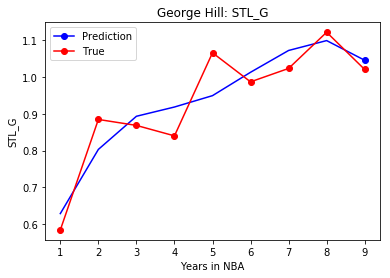 George Hill: STL_G
Prediction
True
STL_G
1.1
1.0
0.9
0.8
0.7
0.6
1 2 3 4 5 6 7 8 9
Years in NBA